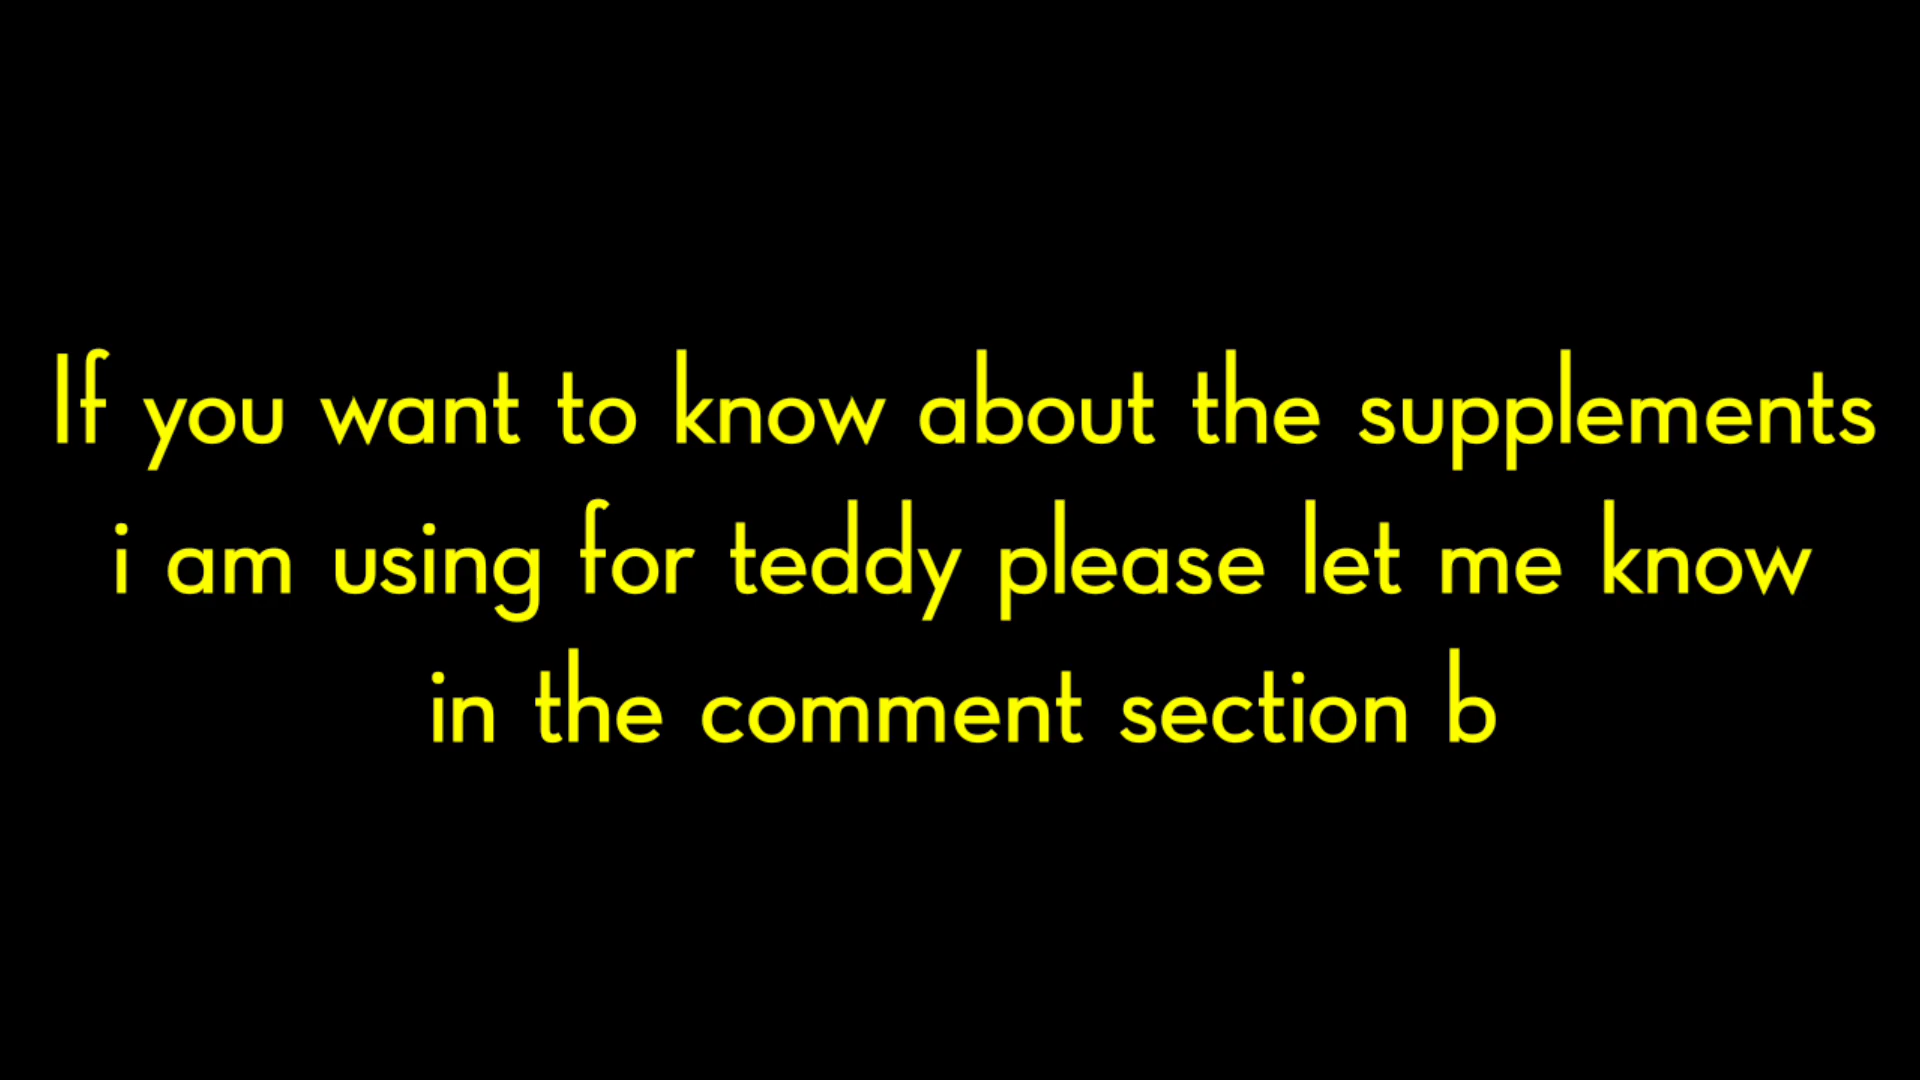 If you want to know about the supplements
i am using for teddy please let me know
in the comment section b